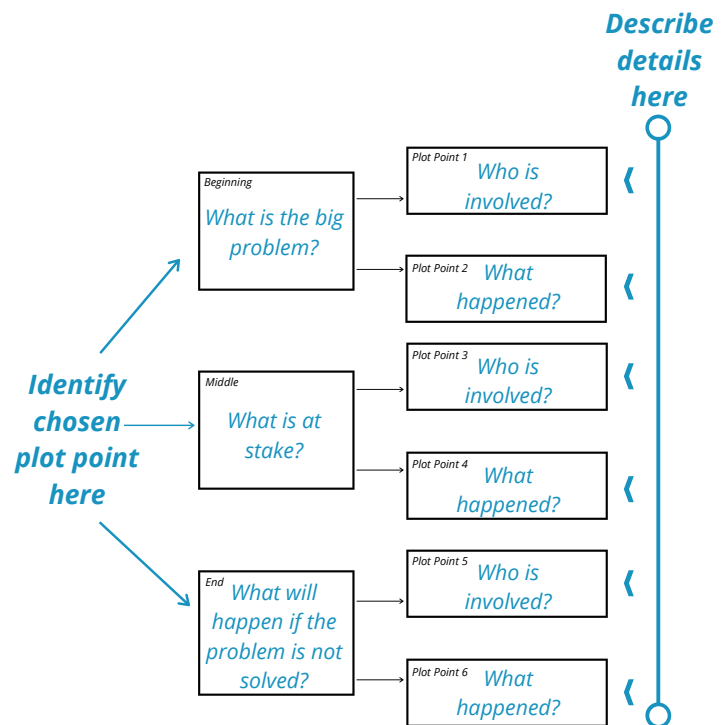 Describe
details
here
Beginning
What is the big
problem?
Plot Point 1
Who is
involved?
Plot Point 2
What
happened?
Identify
chosen
plot point
here
Middle
What is at
stake?
Plot Point 3
Who is
involved?
Plot Point 4
What
happened?
End
What will
happen if the
problem is not
solved?
Plot Point 5
Who is
involved?
Plot Point 6
What
happened?